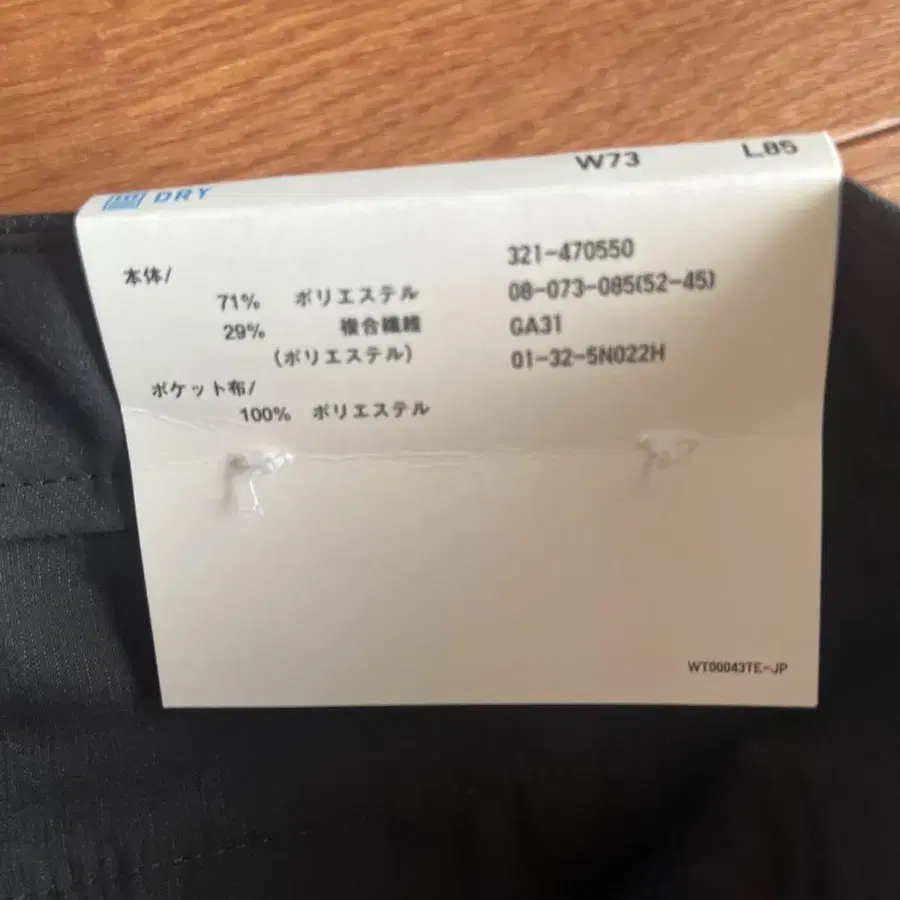 DRY
W73 L85
本体/
71% ポリエステル
29% 複合繊維
(ポリエステル)
ポケット布/
100% ポリエステル
321-470550
08-073-085(52-45)
GA31
01-32-5N022H
WT00043TE-JP